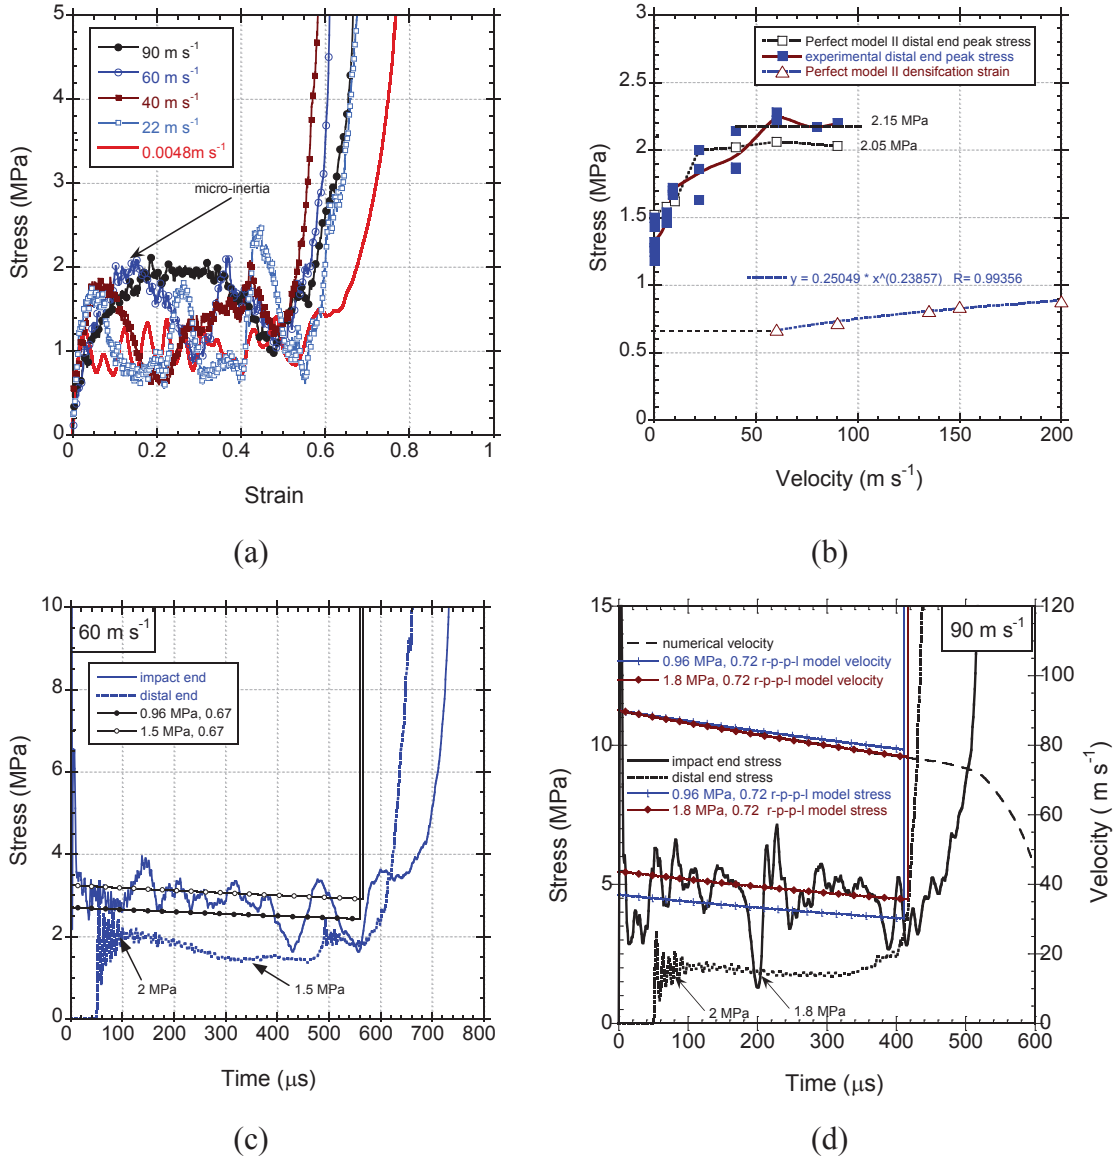 5
4
3
2
1
0
Stress (MPa)
90 m s⁻¹
60 m s⁻¹
40 m s⁻¹
22 m s⁻¹
0.0048m s⁻¹
micro-inertia
0 0.2 0.4 0.6 0.8 1
Strain
(a)
3
2.5
2
1.5
1
0.5
0
Stress (MPa)
Perfect model II distal end peak stress
experimental distal end peak stress
Perfect model II densifcation strain
2.15 MPa
2.05 MPa
y = 0.25049 * x^(0.23857) R= 0.99356
0 50 100 150 200
Velocity (m s⁻¹)
(b)
10
8
6
4
2
0
Stress (MPa)
60 m s⁻¹
impact end
distal end
0.96 MPa, 0.67
1.5 MPa, 0.67
2 MPa
1.5 MPa
0 100 200 300 400 500 600 700 800
Time (μs)
(c)
15
10
5
0
Stress (MPa)
90 m s⁻¹
numerical velocity
0.96 MPa, 0.72 r-p-p-l model velocity
1.8 MPa, 0.72 r-p-p-l model velocity
impact end stress
distal end stress
0.96 MPa, 0.72 r-p-p-l model stress
1.8 MPa, 0.72 r-p-p-l model stress
2 MPa
1.8 MPa
120
100
80
60
40
20
0
Velocity ( m s⁻¹)
0 100 200 300 400 500 600
Time (μs)
(d)